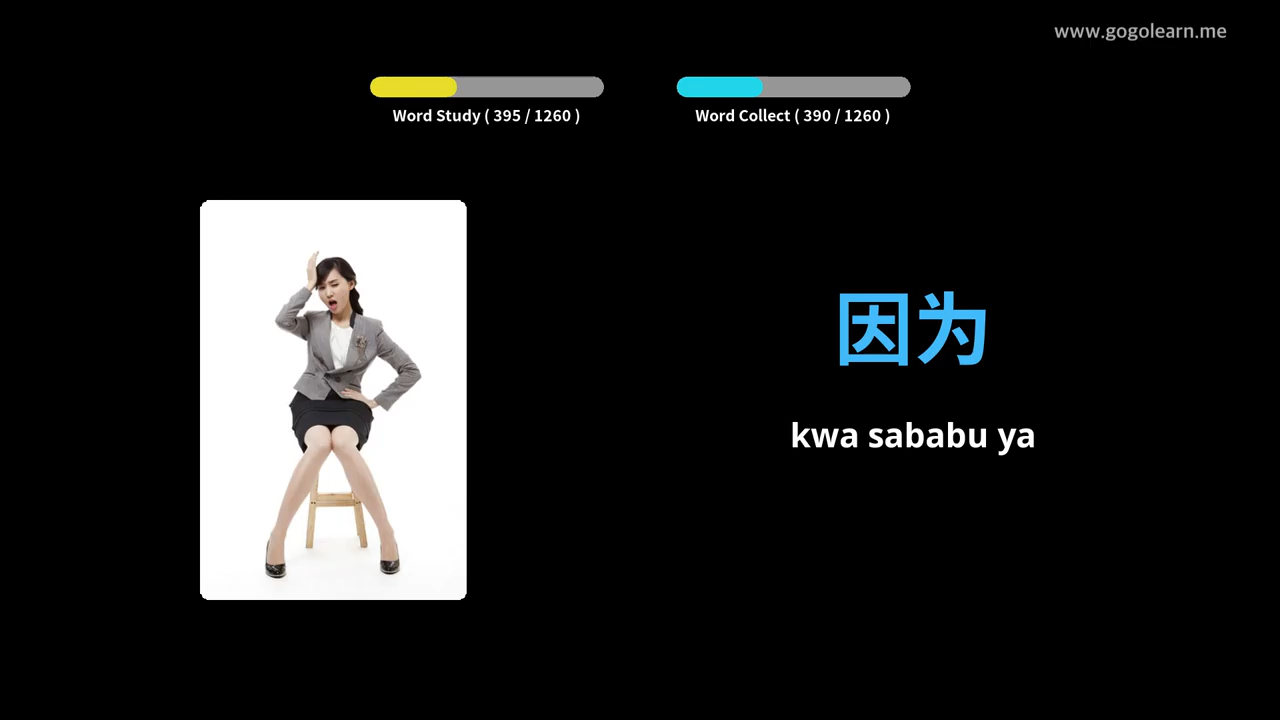 www.gogolearn.me
Word Study ( 395 / 1260 )
Word Collect ( 390 / 1260 )
因为
kwa sababu ya